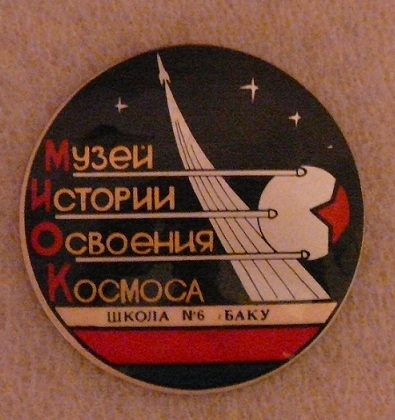 Музей
Истории
Освоения
Космоса
ШКОЛА №6 БАКУ